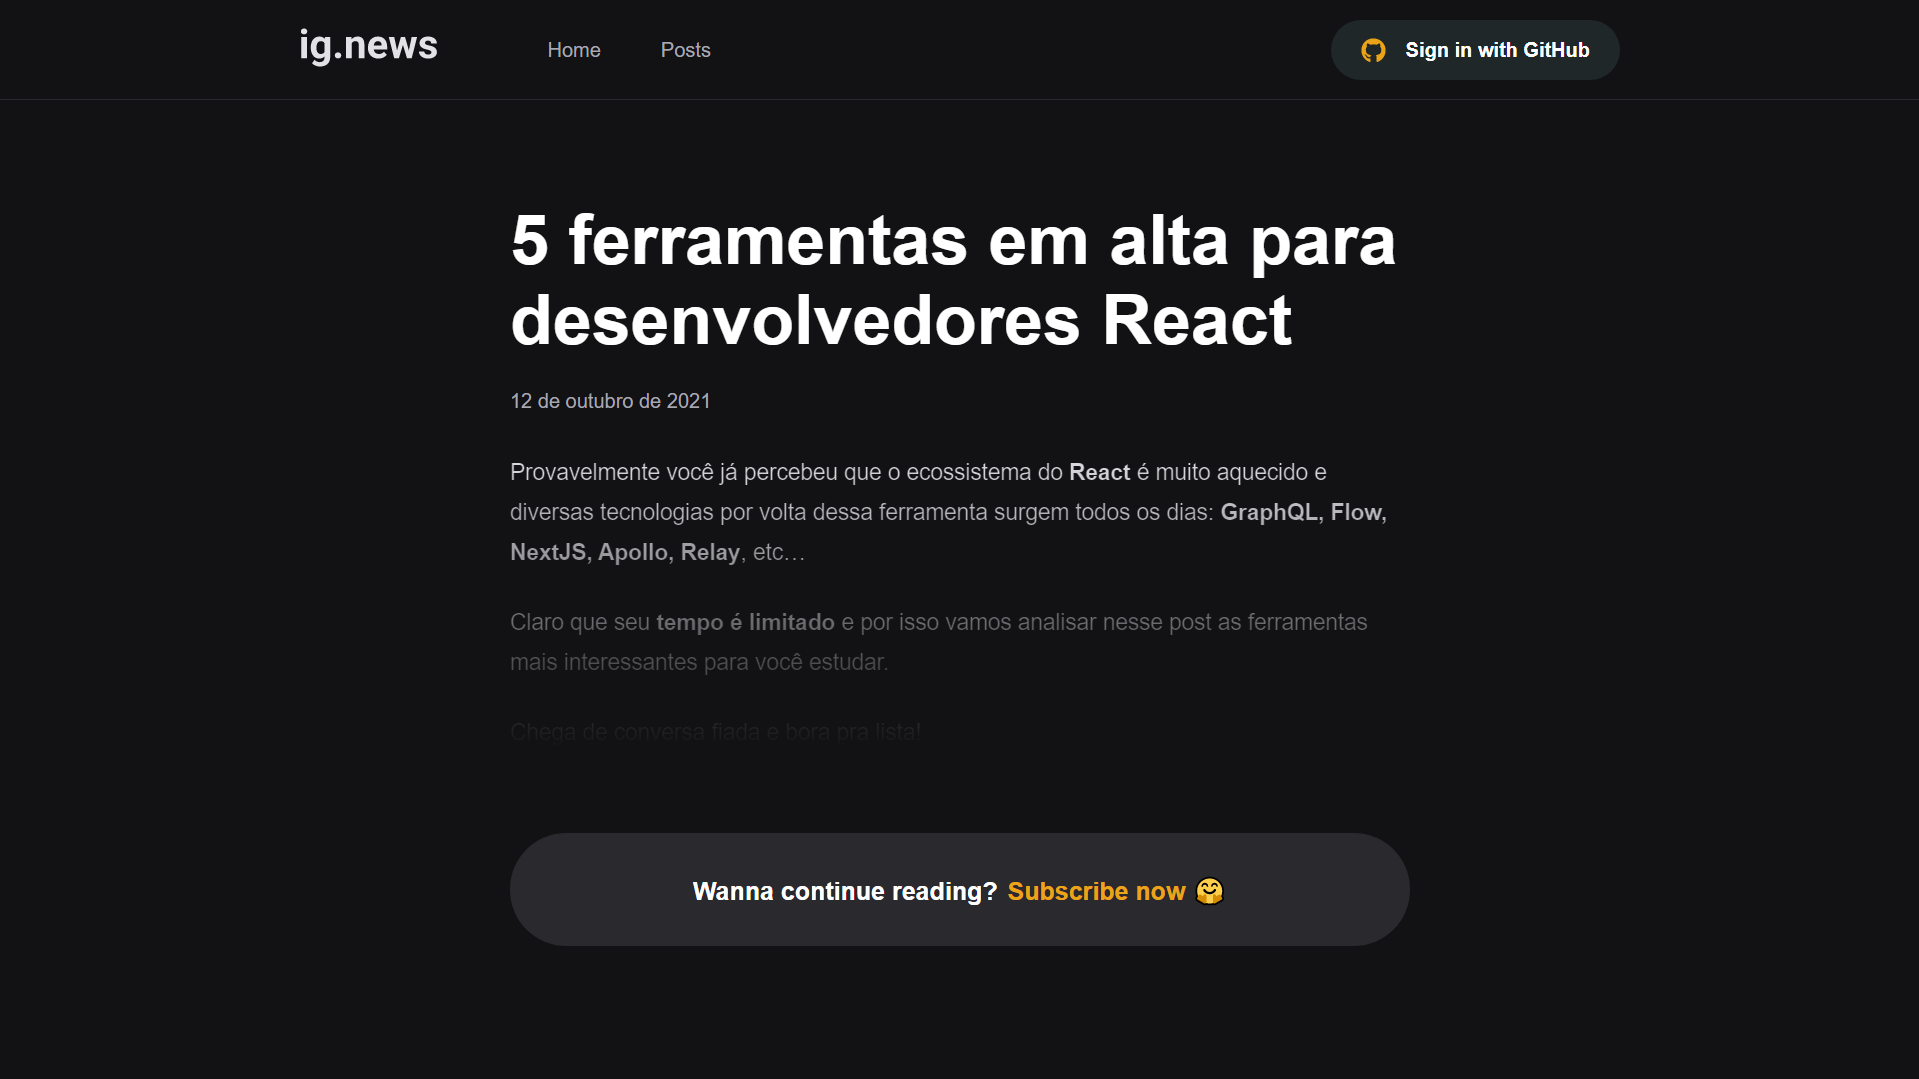 ig.news
Home
Posts
Sign in with GitHub
5 ferramentas em alta para
desenvolvedores React
12 de outubro de 2021
Provavelmente você já percebeu que o ecossistema do React é muito aquecido e
diversas tecnologias por volta dessa ferramenta surgem todos os dias: GraphQL, Flow,
NextJS, Apollo, Relay, etc…
Claro que seu tempo é limitado e por isso vamos analisar nesse post as ferramentas
mais interessantes para você estudar.
Chega de conversa fiada e bora pra lista!
Wanna continue reading? Subscribe now 🤗